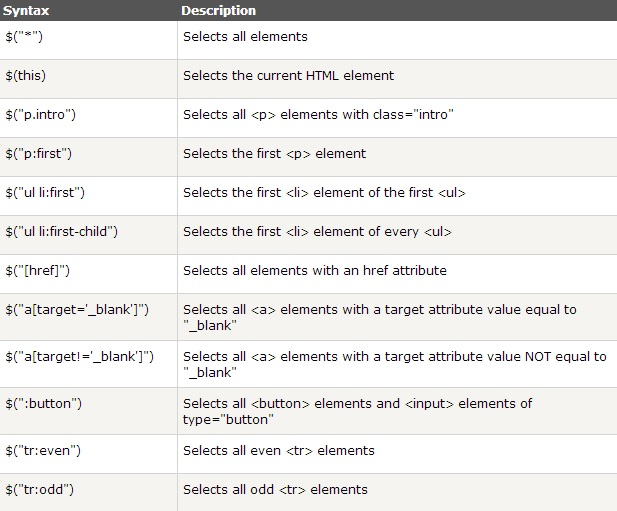 Syntax Description
$("*") Selects all elements
$(this) Selects the current HTML element
$("p.intro") Selects all <p> elements with class="intro"
$("p:first") Selects the first <p> element
$("ul li:first") Selects the first <li> element of the first <ul>
$("ul li:first-child") Selects the first <li> element of every <ul>
$("[href]") Selects all elements with an href attribute
$("a[target='_blank']") Selects all <a> elements with a target attribute value equal to
"_blank"
$("a[target!='_blank']") Selects all <a> elements with a target attribute value NOT equal to
"_blank"
$(":button") Selects all <button> elements and <input> elements of
type="button"
$("tr:even") Selects all even <tr> elements
$("tr:odd") Selects all odd <tr> elements